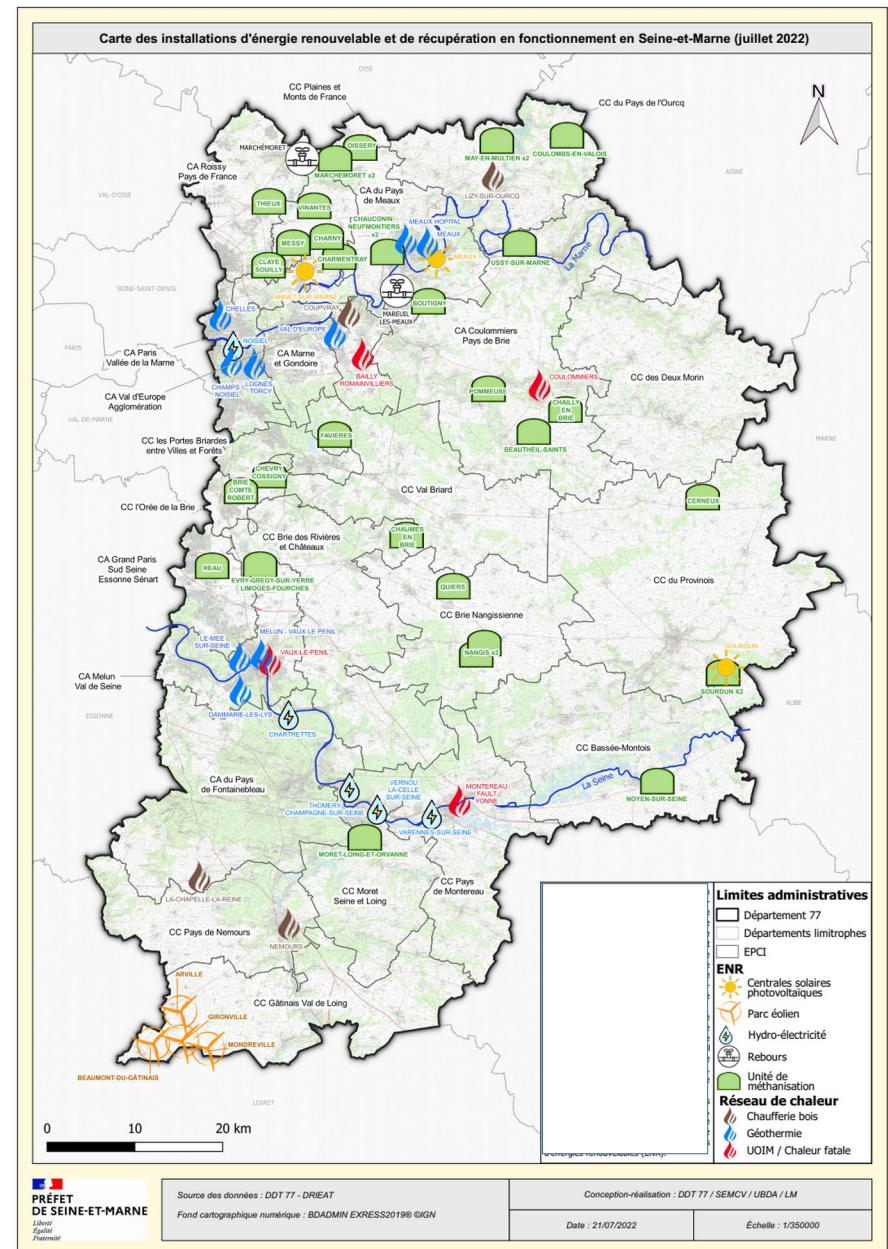 Carte des installations d'énergie renouvelable et de récupération en fonctionnement en Seine-et-Marne (juillet 2022)
OISE
CC Plaines et
Monts de France
CC du Pays de l'Ourcq
N
MARCHÉMORET
DISSERY
MAY-EN-MULTIEN x2
COULOMBS-EN-VALOIS
CA Roissy
Pays de France
MARCHEMORET x2
AISNE
VAL-D'OISE
CA du Pays
de Meaux
LIZY-SUR-OURCQ
THIEUX
VINANTES
CHAUCONIN-
NEUFMONTIERS
x2
MEAUX HOPITAL
MEAUX
MESSY
CHARNY
La Marne
CLAYE
SOUILLY
CHARMENTRAY
MEAUX
USSY-SUR-MARNE
SEINE-SAINT-DENIS
ANNET-SUR-MARNE
COUPVRAY
MAREUIL
LES-MEAUX
BOUTIGNY
CHELLES
VAL D'EUROPE
CA Coulommiers
Pays de Brie
PARIS
NOISIEL
CA Paris
Vallée de la Marne
CA Marne
et Gondoire
CHAMPS
NOISIEL
LOGNES
TORCY
BAILLY
ROMAINVILLIERS
COULOMMIERS
CC des Deux Morin
CA Val d'Europe
Agglomération
POMMEUSE
CHAILLY
EN
BRIE
VAL-DE-MARNE
MARNE
CC les Portes Briardes
entre Villes et Forêts
FAVIERES
BEAUTHEIL-SAINTS
CHEVRY
COSSIGNY
BRIE
COMTE
ROBERT
CC Val Briard
CERNEUX
CC l'Orée de la Brie
CC Brie des Rivières
et Châteaux
CHAUMES
EN
BRIE
CA Grand Paris
Sud Seine
Essonne Sénart
REAU
EVRY-GREGY-SUR-YERRE
LIMOGES-FOURCHES
QUIERS
CC du Provinois
CC Brie Nangissienne
LE-MEE
SUR-SEINE
MELUN - VAUX LE PENIL
VAUX-LE-PENIL
NANGIS x2
SOURDUN
CA Melun
Val de Seine
SOURDUN X2
AUBE
ESSONNE
DAMMARIE-LES-LYS
CHARTRETTES
CC Bassée-Montois
CA du Pays
de Fontainebleau
VERNOU
LA-CELLE
SUR-SEINE
MONTEREAU
FAULT
YONNE
La Seine
NOYEN-SUR-SEINE
THOMERY
CHAMPAGNE-SUR-SEINE
VARENNES-SUR-SEINE
MORET-LOING-ET-ORVANNE
CC Pays
de Montereau
CC Moret
Seine et Loing
LA-CHAPELLE-LA-REINE
CC Pays de Nemours
NEMOURS
ARVILLE
CC Gâtinais Val de Loing
GIRONVILLE
MONDREVILLE
BEAUMONT-DU-GÂTINAIS
LOIRET
0 10 20 km
Limites administratives
Département 77
Départements limitrophes
EPCI
ENR
Centrales solaires
photovoltaïques
Parc éolien
Hydro-électricité
Rebours
Unité de
méthanisation
Réseau de chaleur
Chaufferie bois
Géothermie
UOIM / Chaleur fatale
d'énergies renouvelables (ENR).
PRÉFET
DE SEINE-ET-MARNE
Liberté
Égalité
Fraternité
Source des données : DDT 77 - DRIEAT
Fond cartographique numérique : BDADMIN EXRESS2019® ©IGN
Conception-réalisation : DDT 77 / SEMCV / UBDA / LM
Date : 21/07/2022
Échelle : 1/350000